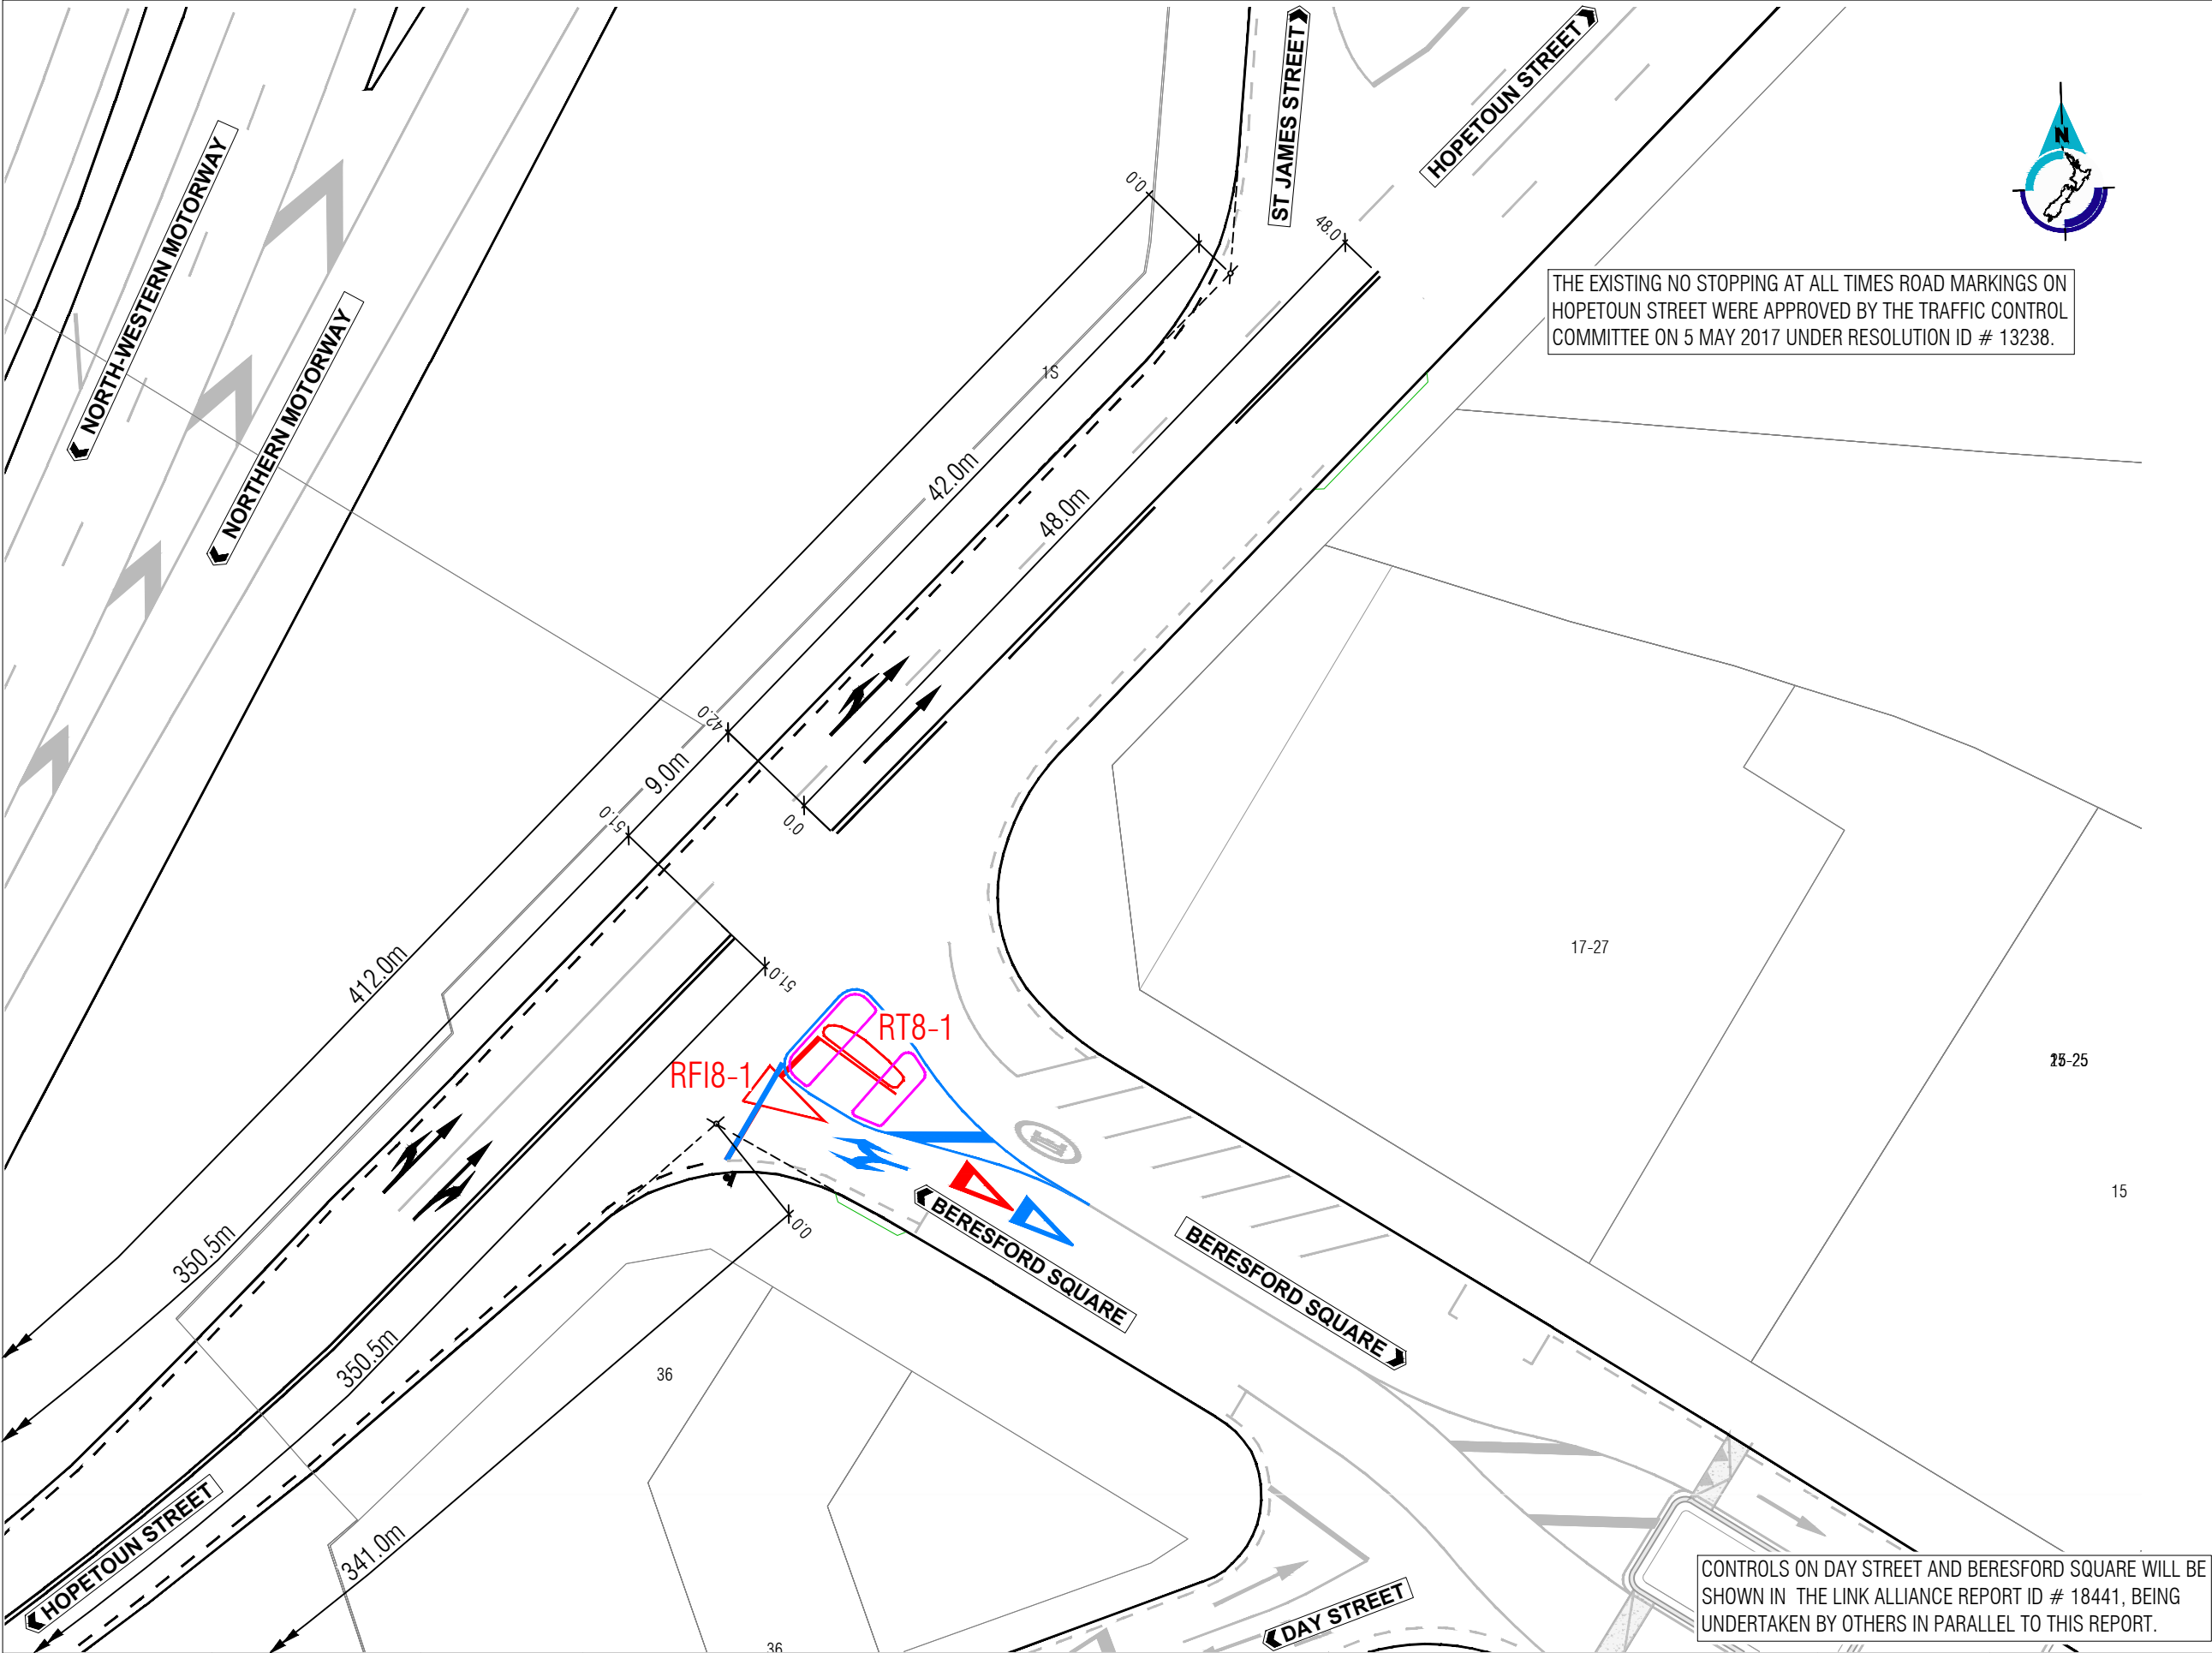 ST JAMES STREET
HOPETOUN STREET
N
NORTH-WESTERN MOTORWAY
NORTHERN MOTORWAY
0.0
48.0
THE EXISTING NO STOPPING AT ALL TIMES ROAD MARKINGS ON
HOPETOUN STREET WERE APPROVED BY THE TRAFFIC CONTROL
COMMITTEE ON 5 MAY 2017 UNDER RESOLUTION ID # 13238.
1S
42.0m
48.0m
42.0
9.0m
51.0
0.0
412.0m
51.0
17-27
RT8-1
RFI8-1
15
350.5m
0.0
BERESFORD SQUARE
BERESFORD SQUARE
350.5m
36
HOPETOUN STREET
341.0m
36
DAY STREET
CONTROLS ON DAY STREET AND BERESFORD SQUARE WILL BE
SHOWN IN THE LINK ALLIANCE REPORT ID # 18441, BEING
UNDERTAKEN BY OTHERS IN PARALLEL TO THIS REPORT.